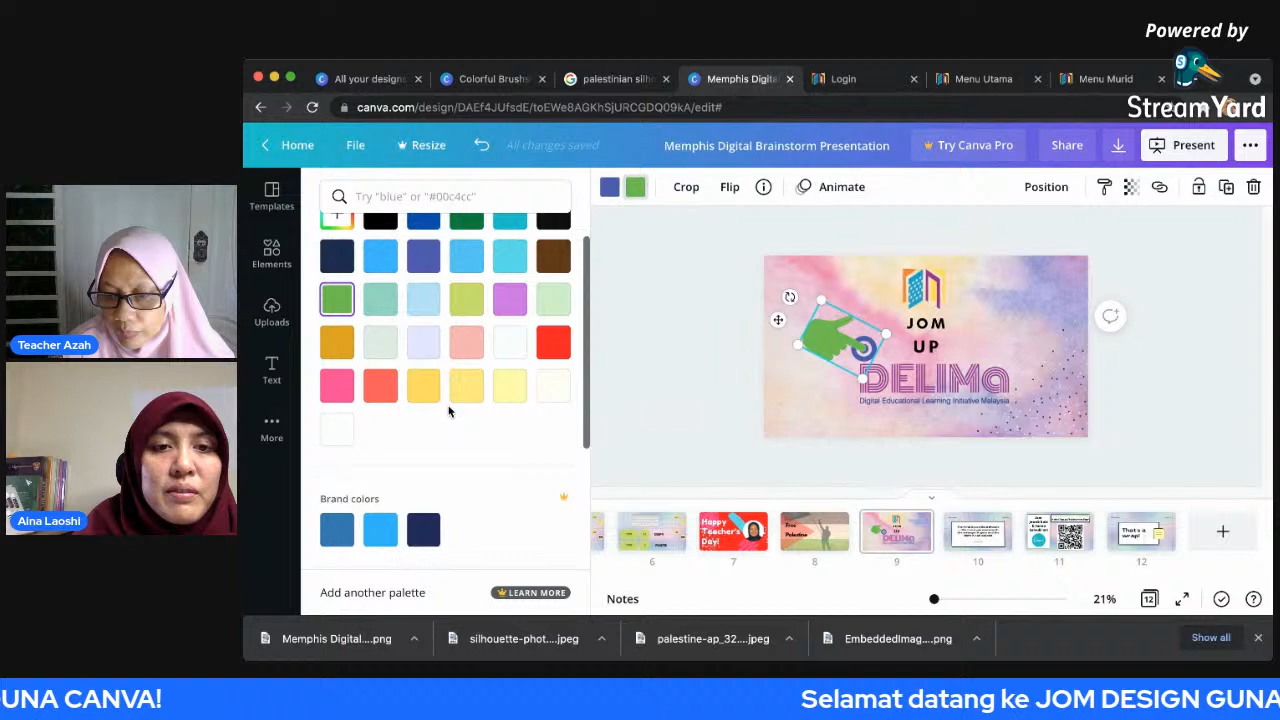 Powered by
StreamYard
All your designs
Colorful Brush
palestinian silh
Memphis Digital
Login
Menu Utama
Menu Murid
canva.com/design/DAEf4JUfsdE/toEWe8AGKhSjURCGDQ09kA/edit#
Home
File
Resize
All changes saved
Memphis Digital Brainstorm Presentation
Try Canva Pro
Share
Present
Templates
Elements
Uploads
Text
More
Try "blue" or "#00c4cc"
Crop
Flip
Animate
Position
JOM
UP
DELIMa
Digital Educational Learning Initiative Malaysia
Brand colors
Add another palette
LEARN MORE
Happy
Teacher's
Day!
Free
Palestine
That's a
wrap!
6
7
8
9
10
11
12
Notes
21%
12
Memphis Digital....png
silhouette-phot....jpeg
palestine-ap_32....jpeg
EmbeddedImag....png
Show all
Teacher Azah
Aina Laoshi
GUNA CANVA!
Selamat datang ke JOM DESIGN GUNA